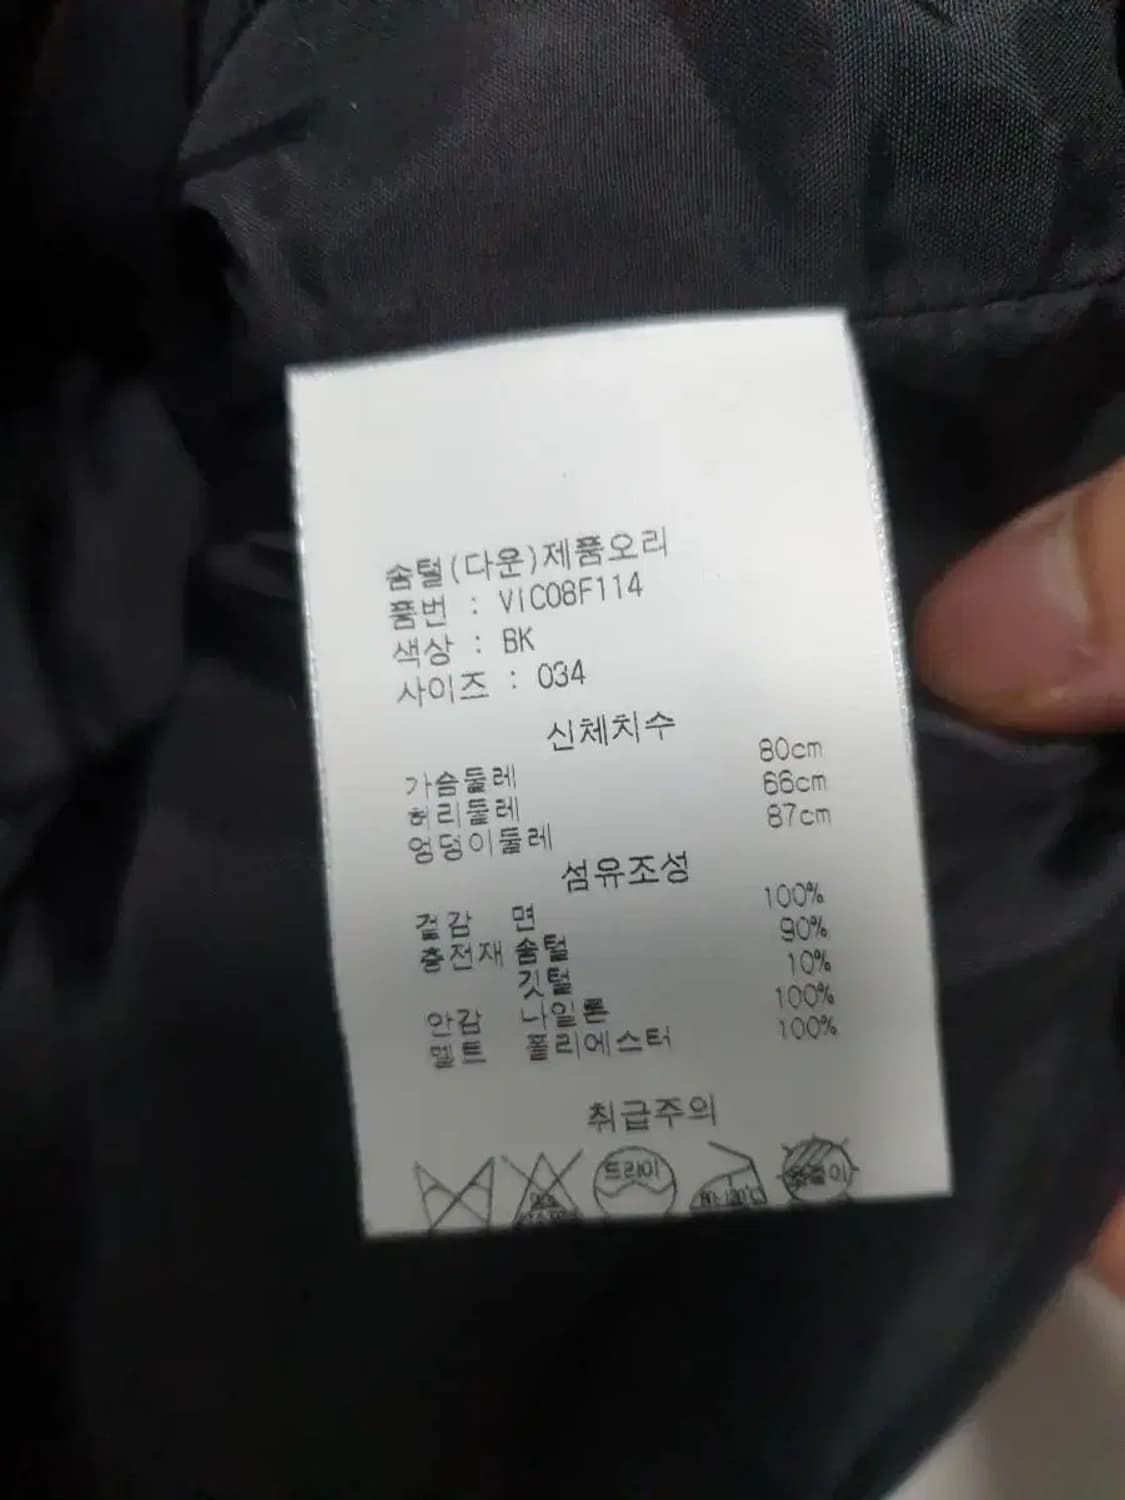 솜털(다운)제품오리
품번 : VIC08F114
색상 : BK
사이즈 : 034
신체치수
가슴둘레 80cm
허리둘레 66cm
엉덩이둘레 87cm
섬유조성
겉감 면 100%
충전재 솜털 90%
깃털 10%
안감 나일론 100%
벨트 폴리에스터 100%
취급주의
드라이
옷걸이